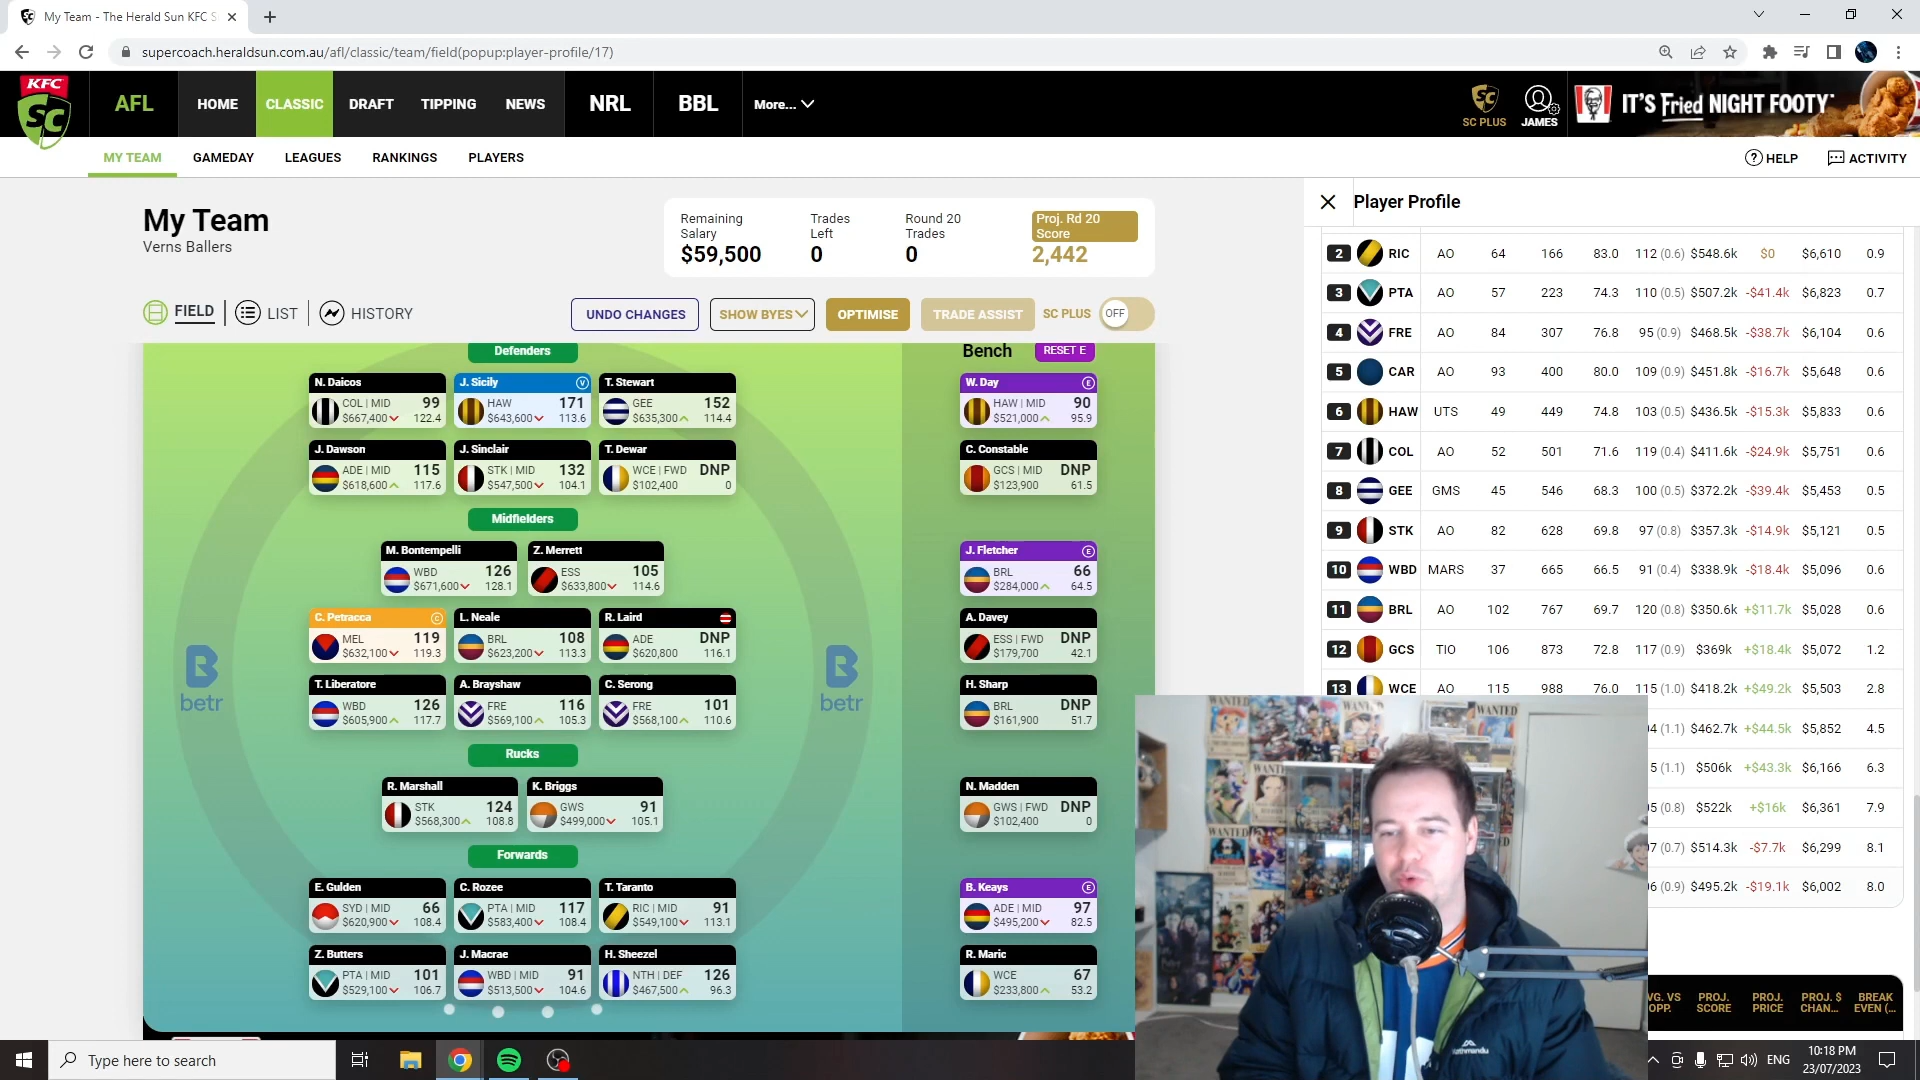 My Team - The Herald Sun KFC S
supercoach.heraldsun.com.au/afl/classic/team/field(popup:player-profile/17)
KFC SC
AFL HOME CLASSIC DRAFT TIPPING NEWS NRL BBL More...
SC PLUS JAMES
KFC IT'S Fried NIGHT FOOTY
MY TEAM GAMEDAY LEAGUES RANKINGS PLAYERS
? HELP ACTIVITY
My Team
Verns Ballers
Remaining Salary
$59,500
Trades Left
0
Round 20 Trades
0
Proj. Rd 20 Score
2,442
FIELD LIST HISTORY
UNDO CHANGES SHOW BYES OPTIMISE TRADE ASSIST SC PLUS OFF
Defenders
Bench RESET E
N. Daicos
COL | MID 99
$667,400 122.4
J. Sicily V
HAW 171
$643,600 113.6
T. Stewart
GEE 152
$635,300 114.4
W. Day E
HAW | MID 90
$521,000 95.9
J. Dawson
ADE | MID 115
$618,600 117.6
J. Sinclair
STK | MID 132
$547,500 104.1
T. Dewar
WCE | FWD DNP
$102,400 0
C. Constable
GCS | MID DNP
$123,900 61.5
Midfielders
M. Bontempelli
WBD 126
$671,600 128.1
Z. Merrett
ESS 105
$633,800 114.6
J. Fletcher E
BRL 66
$284,000 64.5
C. Petracca C
MEL 119
$632,100 119.3
L. Neale
BRL 108
$623,200 113.3
R. Laird
ADE DNP
$620,800 116.1
A. Davey
ESS | FWD DNP
$179,700 42.1
betr
betr
T. Liberatore
WBD 126
$605,900 117.7
A. Brayshaw
FRE 116
$569,100 105.3
C. Serong
FRE 101
$568,100 110.6
H. Sharp
BRL DNP
$161,900 51.7
Rucks
R. Marshall
STK 124
$568,300 108.8
K. Briggs
GWS 91
$499,000 105.1
N. Madden
GWS | FWD DNP
$102,400 0
Forwards
E. Gulden
SYD | MID 66
$620,900 108.4
C. Rozee
PTA | MID 117
$583,400 108.4
T. Taranto
RIC | MID 91
$549,100 113.1
B. Keays E
ADE | MID 97
$495,200 82.5
Z. Butters
PTA | MID 101
$529,100 106.7
J. Macrae
WBD | MID 91
$513,500 104.6
H. Sheezel
NTH | DEF 126
$467,500 96.3
R. Maric
WCE 67
$233,800 53.2
Player Profile
2 RIC AO 64 166 83.0 112 (0.6) $548.6k $0 $6,610 0.9
3 PTA AO 57 223 74.3 110 (0.5) $507.2k -$41.4k $6,823 0.7
4 FRE AO 84 307 76.8 95 (0.9) $468.5k -$38.7k $6,104 0.6
5 CAR AO 93 400 80.0 109 (0.9) $451.8k -$16.7k $5,648 0.6
6 HAW UTS 49 449 74.8 103 (0.5) $436.5k -$15.3k $5,833 0.6
7 COL AO 52 501 71.6 119 (0.4) $411.6k -$24.9k $5,751 0.6
8 GEE GMS 45 546 68.3 100 (0.5) $372.2k -$39.4k $5,453 0.5
9 STK AO 82 628 69.8 97 (0.8) $357.3k -$14.9k $5,121 0.5
10 WBD MARS 37 665 66.5 91 (0.4) $338.9k -$18.4k $5,096 0.6
11 BRL AO 102 767 69.7 120 (0.8) $350.6k +$11.7k $5,028 0.6
12 GCS TIO 106 873 72.8 117 (0.9) $369k +$18.4k $5,072 1.2
13 WCE AO 115 988 76.0 115 (1.0) $418.2k +$49.2k $5,503 2.8
(1.1) $462.7k +$44.5k $5,852 4.5
(1.1) $506k +$43.3k $6,166 6.3
(0.8) $522k +$16k $6,361 7.9
(0.7) $514.3k -$7.7k $6,299 8.1
(0.9) $495.2k -$19.1k $6,002 8.0
VG. VS OPP. PROJ. SCORE PROJ. PRICE PROJ. $ CHAN... BREAK EVEN (...
WANTED
WANTED
WANTED
WANTED
kathmandu
Type here to search
ENG
10:18 PM
23/07/2023